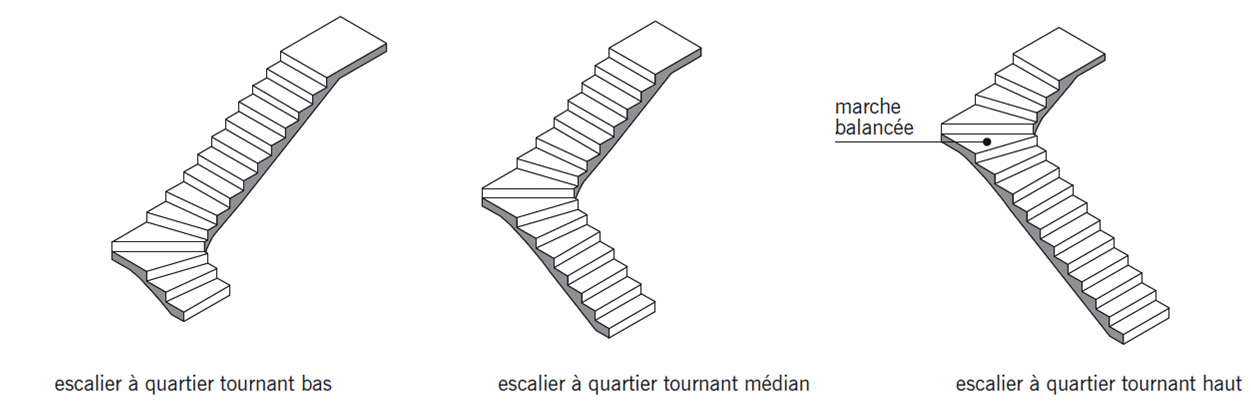 marche
balancée
escalier à quartier tournant bas
escalier à quartier tournant médian
escalier à quartier tournant haut